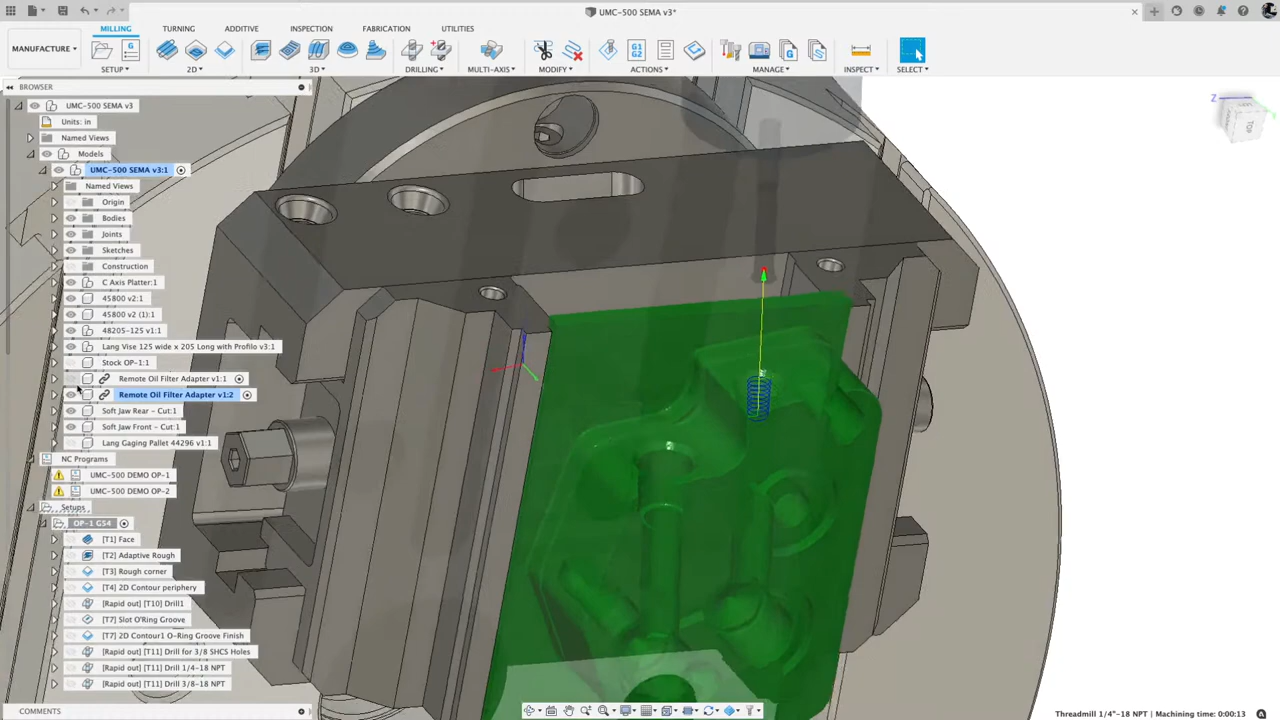 UMC-500 SEMA v3*
MANUFACTURE
MILLING TURNING ADDITIVE INSPECTION FABRICATION UTILITIES
SETUP 2D 3D DRILLING MULTI-AXIS MODIFY ACTIONS MANAGE INSPECT SELECT
G1
G2
BROWSER
UMC-500 SEMA v3
Units: in
Named Views
Models
UMC-500 SEMA v3:1
Named Views
Origin
Bodies
Joints
Sketches
Construction
C Axis Platter:1
45800 v2:1
45800 v2 (1):1
48205-125 v1:1
Lang Vise 125 wide x 205 Long with Profilo v3:1
Stock OP-1:1
Remote Oil Filter Adapter v1:1
Remote Oil Filter Adapter v1:2
Soft Jaw Rear - Cut:1
Soft Jaw Front - Cut:1
Lang Gaging Pallet 44296 v1:1
NC Programs
UMC-500 DEMO OP-1
UMC-500 DEMO OP-2
Setups
OP-1 G54
[T1] Face
[T2] Adaptive Rough
[T3] Rough corner
[T4] 2D Contour periphery
[Rapid out] [T10] Drill1
[T7] Slot O/Ring Groove
[T7] 2D Contour1 O-Ring Groove Finish
[Rapid out] [T11] Drill for 3/8 SHCS Holes
[Rapid out] [T11] Drill 1/4-18 NPT
[Rapid out] [T11] Drill 3/8-18 NPT
COMMENTS
Z
TOP
Threadmill 1/4"-18 NPT | Machining time: 0:00:13